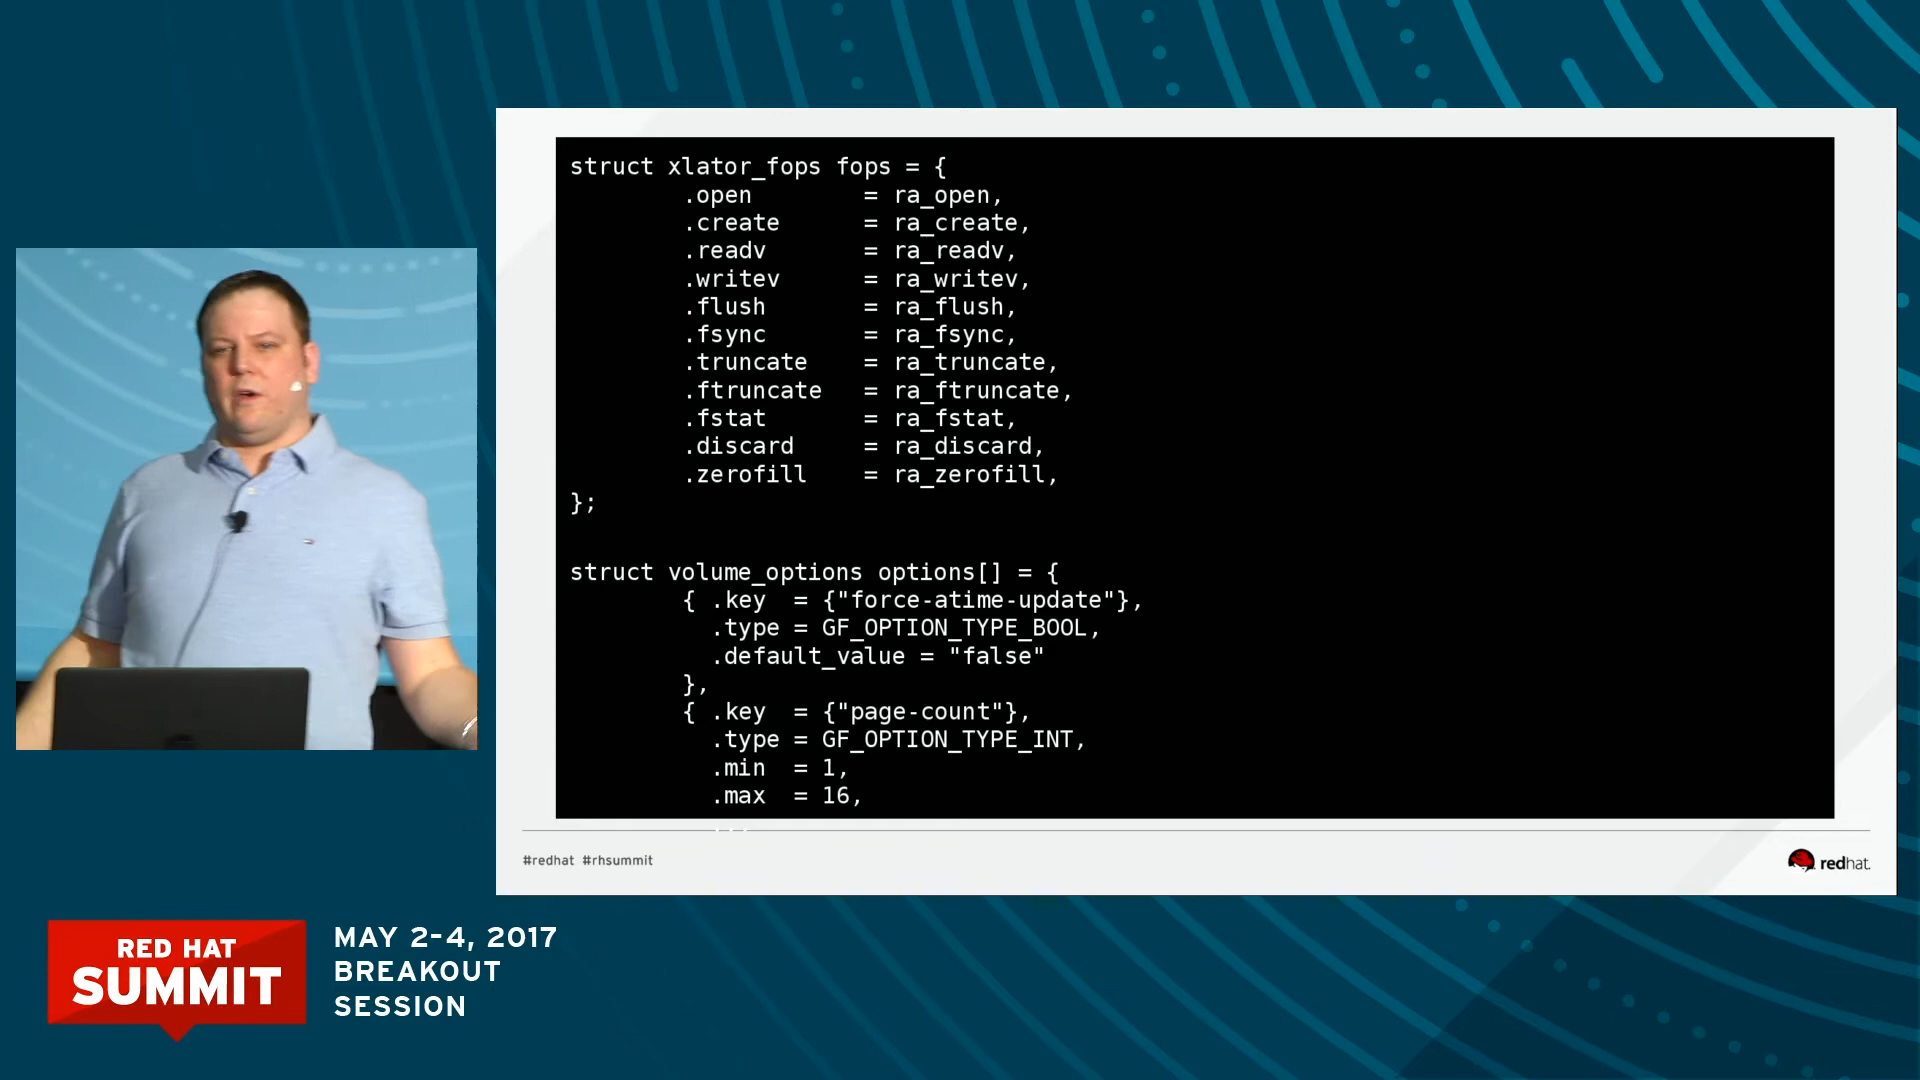 struct xlator_fops fops = {
.open = ra_open,
.create = ra_create,
.readv = ra_readv,
.writev = ra_writev,
.flush = ra_flush,
.fsync = ra_fsync,
.truncate = ra_truncate,
.ftruncate = ra_ftruncate,
.fstat = ra_fstat,
.discard = ra_discard,
.zerofill = ra_zerofill,
};
struct volume_options options[] = {
{ .key = {"force-atime-update"},
.type = GF_OPTION_TYPE_BOOL,
.default_value = "false"
},
{ .key = {"page-count"},
.type = GF_OPTION_TYPE_INT,
.min = 1,
.max = 16,
...
#redhat #rhsummit
redhat.
RED HAT
SUMMIT
MAY 2-4, 2017
BREAKOUT
SESSION